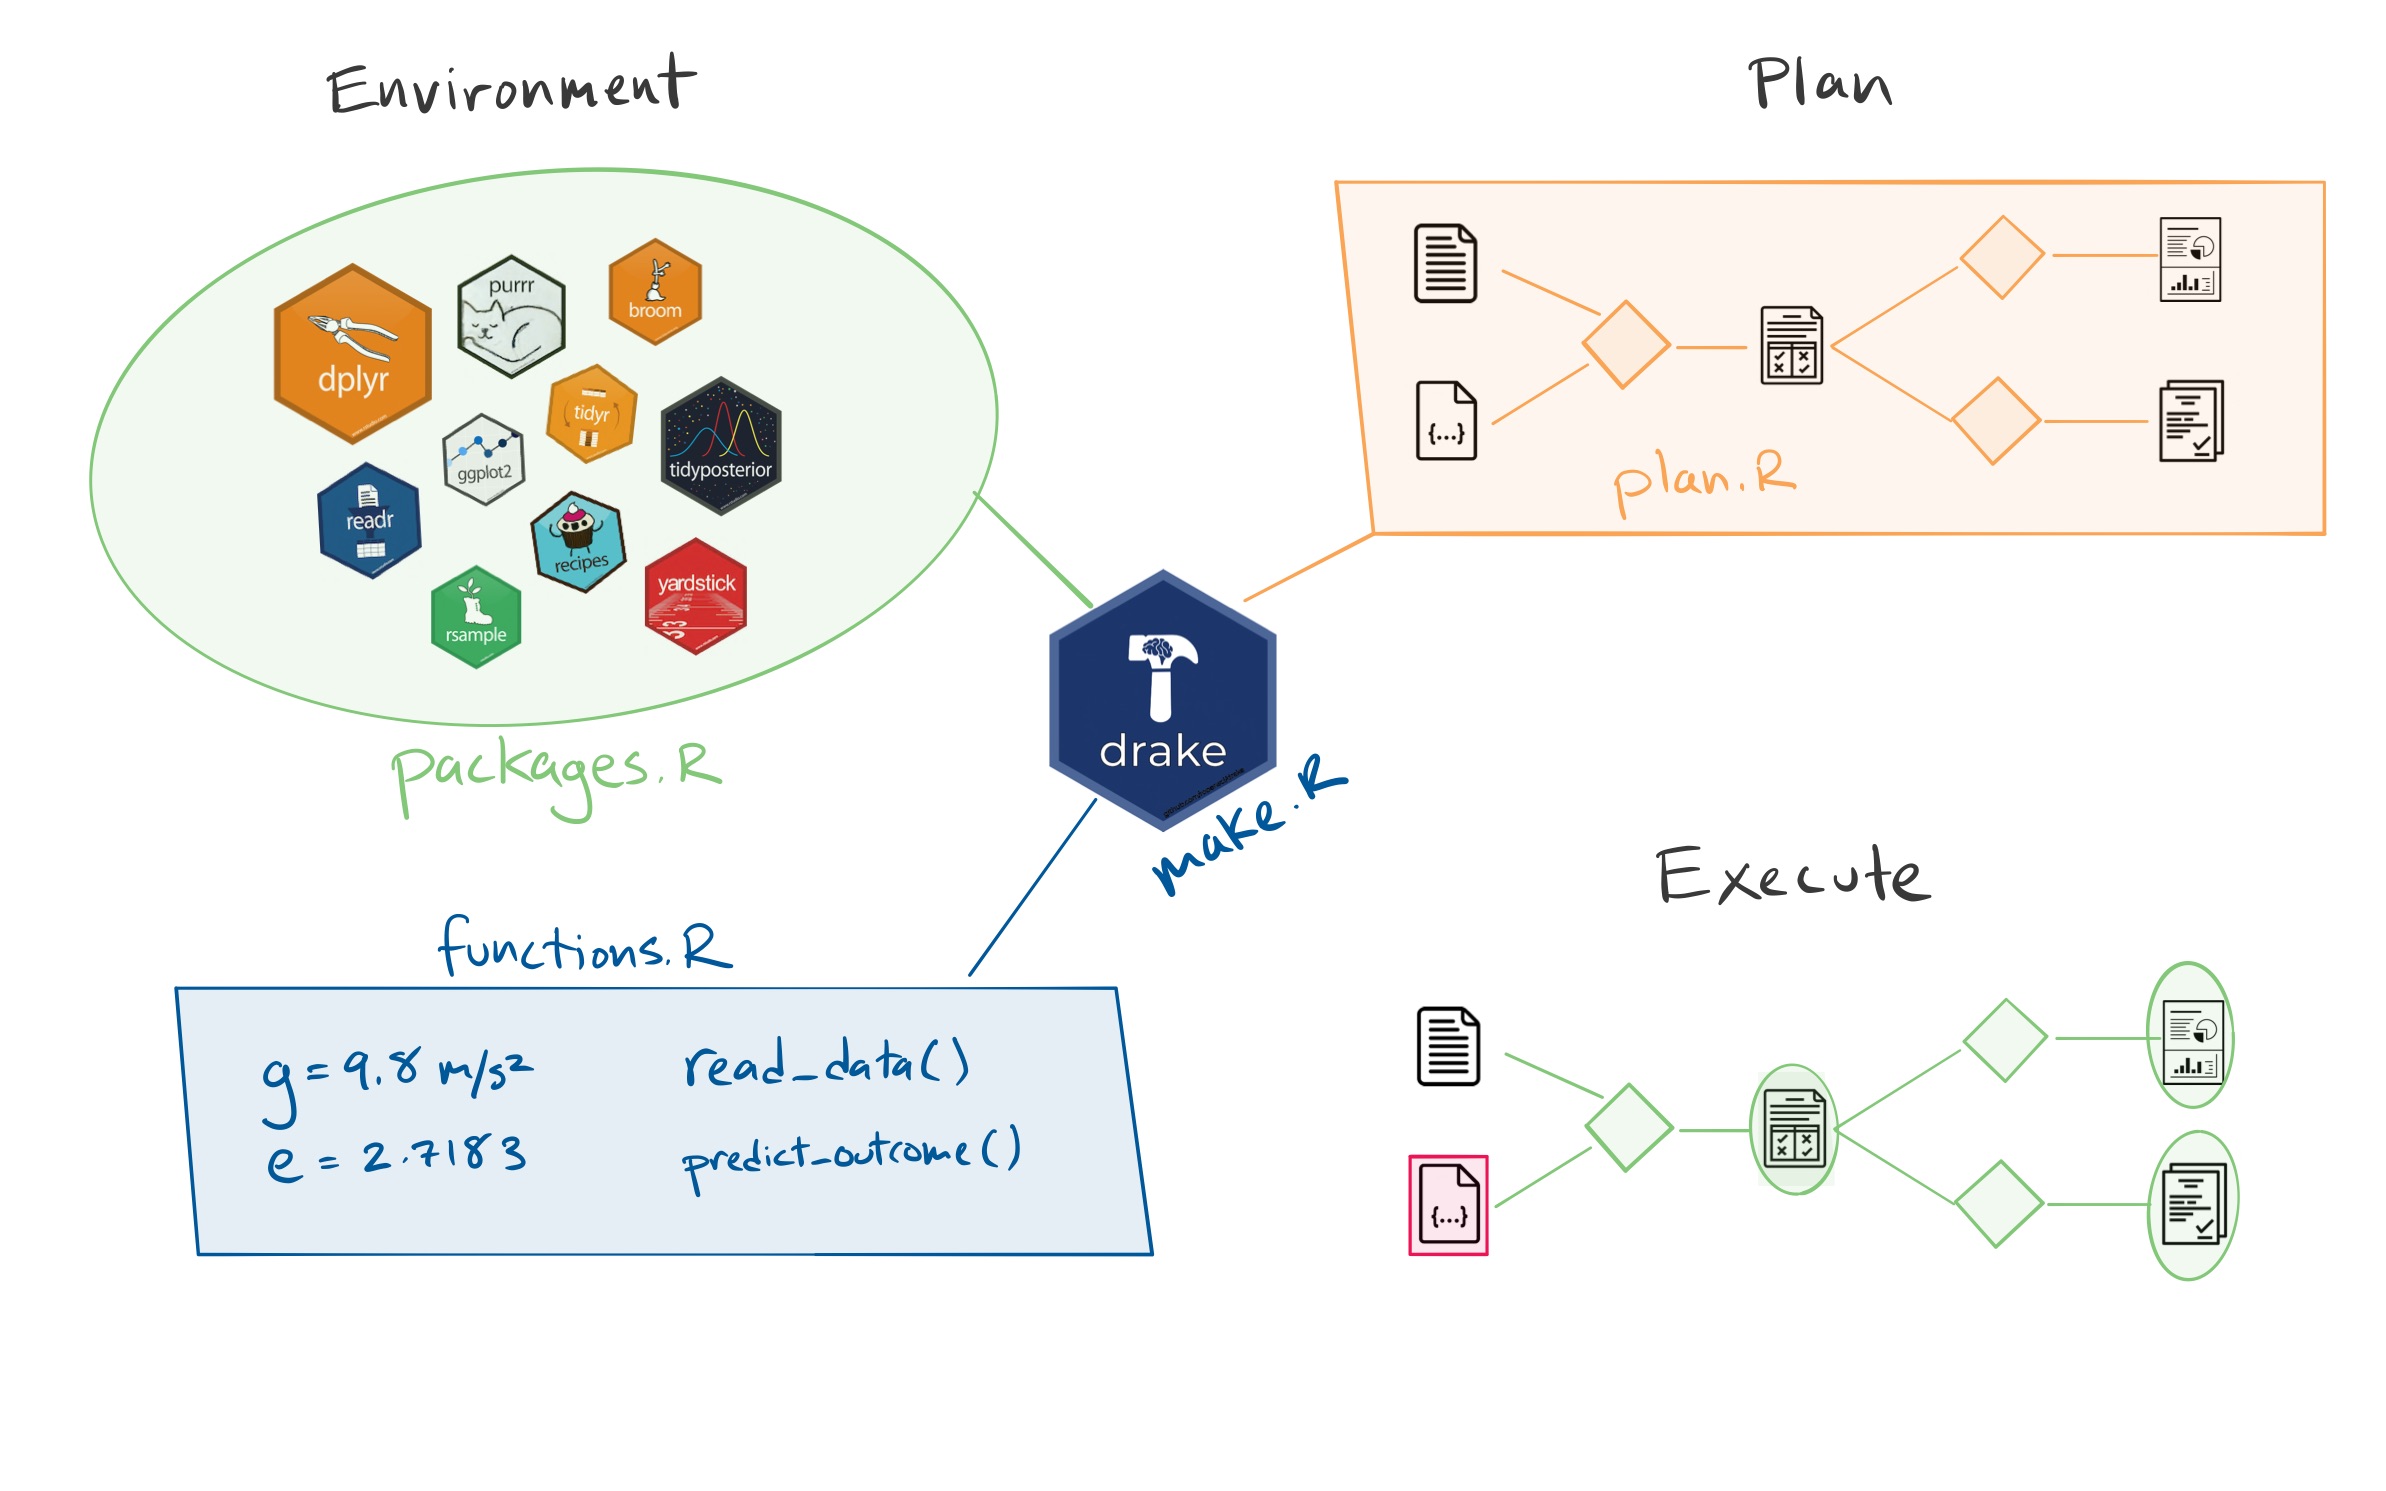 Environment
purrr
broom
dplyr
tidyr
ggplot2
tidyposterior
readr
recipes
yardstick
rsample
packages.R
Plan
{...}
plan.R
drake
make.R
functions.R
g = 9.8 m/s²
read_data()
e = 2.7183
predict_outcome()
Execute
{...}